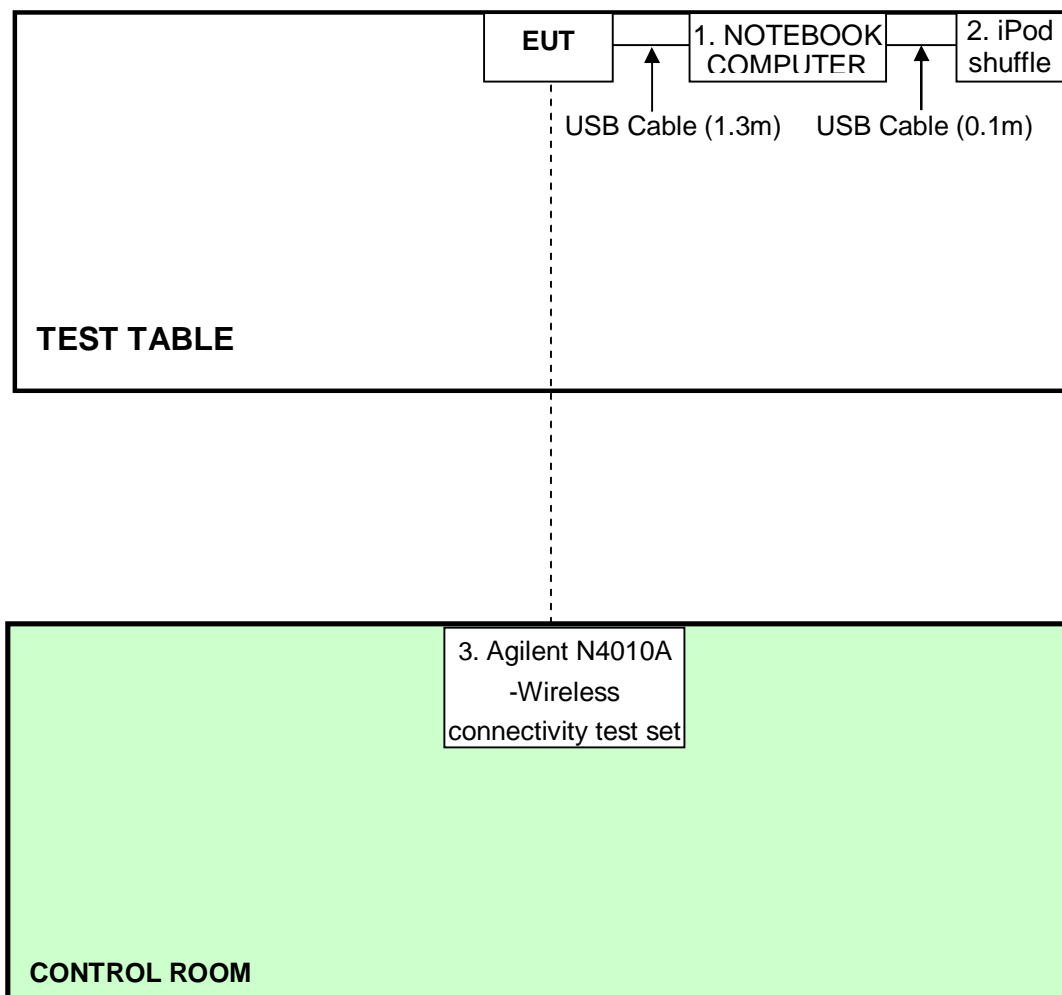 EUT
1. NOTEBOOK
COMPUTER
2. iPod
shuffle
USB Cable (1.3m)
USB Cable (0.1m)
TEST TABLE
3. Agilent N4010A
-Wireless
connectivity test set
CONTROL ROOM